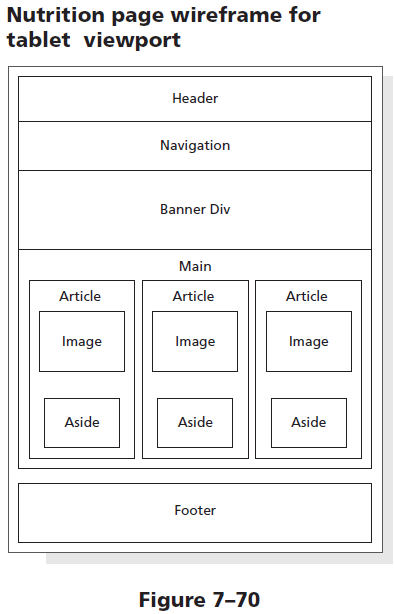 Nutrition page wireframe for
tablet viewport
Header
Navigation
Banner Div
Main
Article Article Article
Image Image Image
Aside Aside Aside
Footer
Figure 7–70